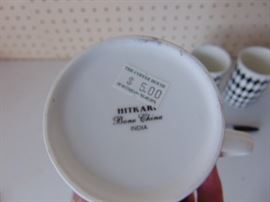 THE COFFEE HOUSE
$ 5.00
HITKARI
Bone China
INDIA